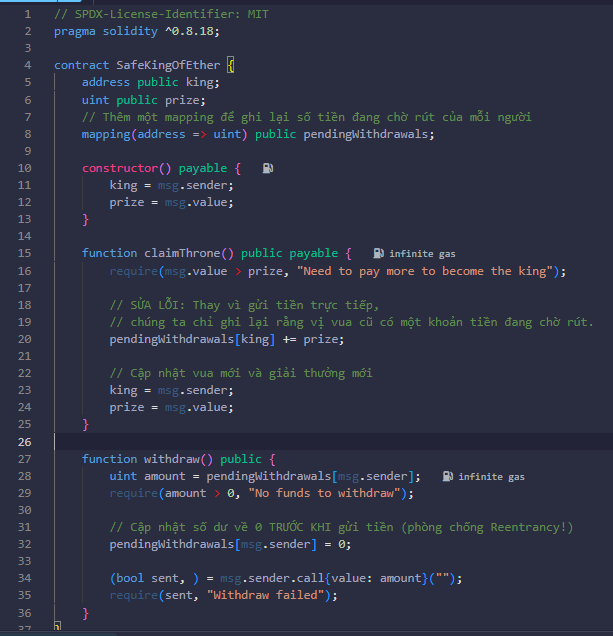 1 // SPDX-License-Identifier: MIT
2 pragma solidity ^0.8.18;
3
4 contract SafeKingOfEther {
5     address public king;
6     uint public prize;
7     // Thêm một mapping để ghi lại số tiền đang chờ rút của mỗi người
8     mapping(address => uint) public pendingWithdrawals;
9
10     constructor() payable {
11         king = msg.sender;
12         prize = msg.value;
13     }
14
15     function claimThrone() public payable {    infinite gas
16         require(msg.value > prize, "Need to pay more to become the king");
17
18         // SỬA LỖI: Thay vì gửi tiền trực tiếp,
19         // chúng ta chỉ ghi lại rằng vị vua cũ có một khoản tiền đang chờ rút.
20         pendingWithdrawals[king] += prize;
21
22         // Cập nhật vua mới và giải thưởng mới
23         king = msg.sender;
24         prize = msg.value;
25     }
26
27     function withdraw() public {
28         uint amount = pendingWithdrawals[msg.sender];    infinite gas
29         require(amount > 0, "No funds to withdraw");
30
31         // Cập nhật số dư về 0 TRƯỚC KHI gửi tiền (phòng chống Reentrancy!)
32         pendingWithdrawals[msg.sender] = 0;
33
34         (bool sent, ) = msg.sender.call{value: amount}("");
35         require(sent, "Withdraw failed");
36     }
37 }